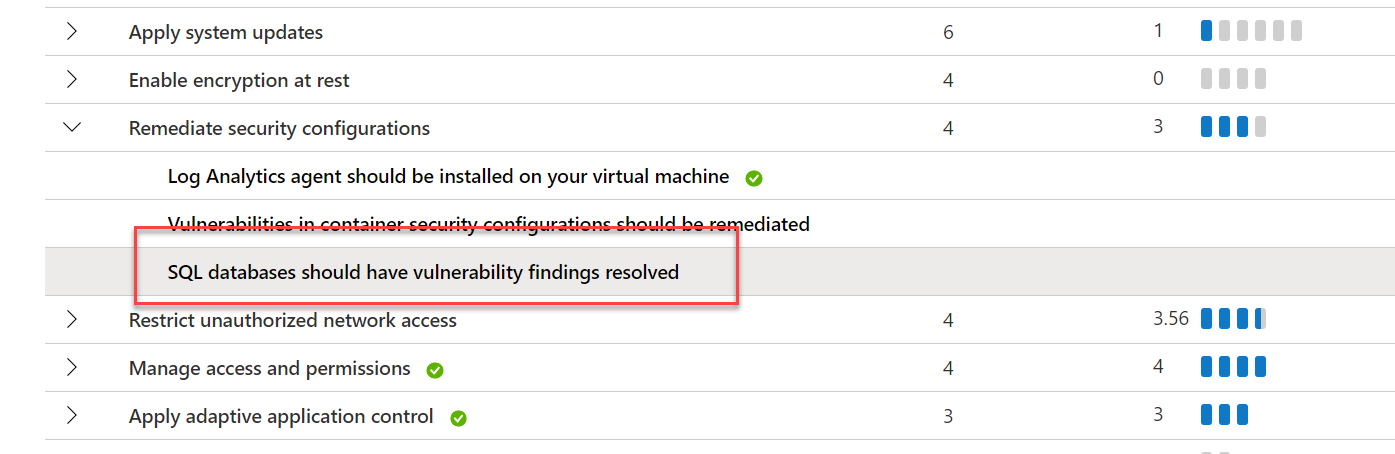 Apply system updates 6 1
Enable encryption at rest 4 0
Remediate security configurations 4 3
Log Analytics agent should be installed on your virtual machine
Vulnerabilities in container security configurations should be remediated
SQL databases should have vulnerability findings resolved
Restrict unauthorized network access 4 3.56
Manage access and permissions 4 4
Apply adaptive application control 3 3